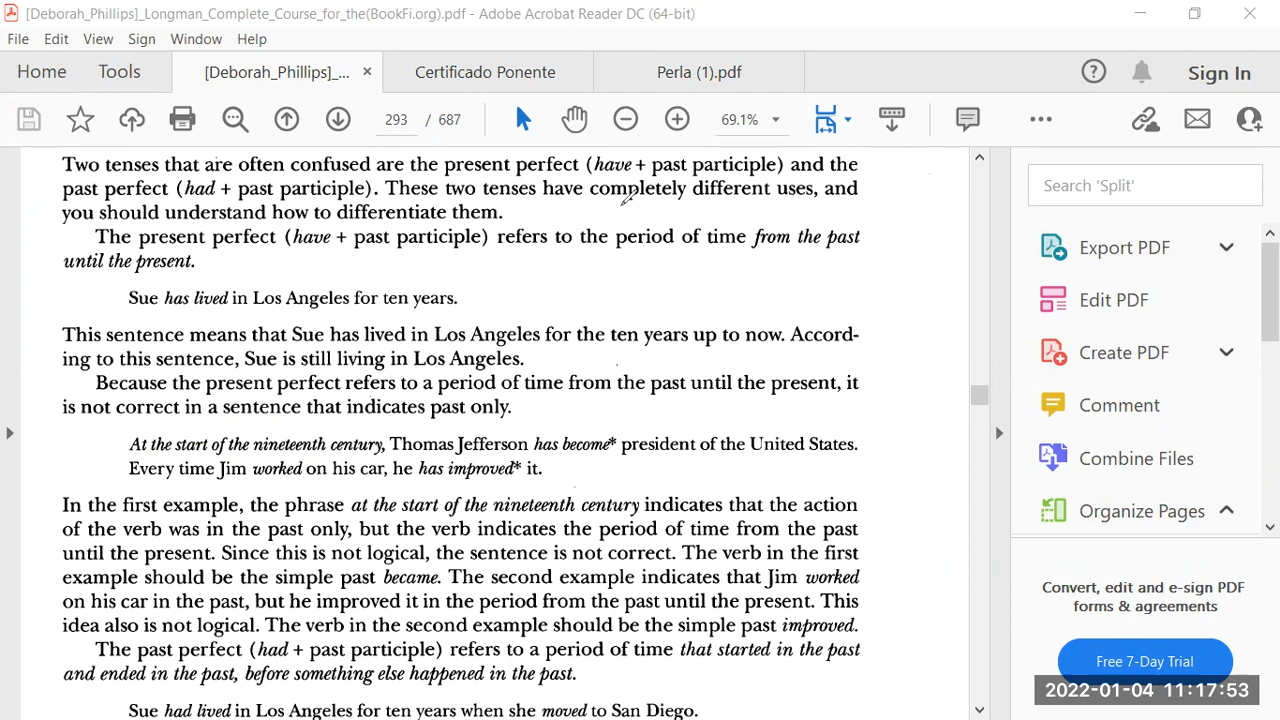 [Deborah_Phillips]_Longman_Complete_Course_for_the(BookFi.org).pdf - Adobe Acrobat Reader DC (64-bit)
File Edit View Sign Window Help
Home Tools [Deborah_Phillips]_... × Certificado Ponente Perla (1).pdf Sign In
293 / 687 69.1%
Two tenses that are often confused are the present perfect (have + past participle) and the
past perfect (had + past participle). These two tenses have completely different uses, and
you should understand how to differentiate them.
The present perfect (have + past participle) refers to the period of time from the past
until the present.
Sue has lived in Los Angeles for ten years.
This sentence means that Sue has lived in Los Angeles for the ten years up to now. Accord-
ing to this sentence, Sue is still living in Los Angeles.
Because the present perfect refers to a period of time from the past until the present, it
is not correct in a sentence that indicates past only.
At the start of the nineteenth century, Thomas Jefferson has become* president of the United States.
Every time Jim worked on his car, he has improved* it.
In the first example, the phrase at the start of the nineteenth century indicates that the action
of the verb was in the past only, but the verb indicates the period of time from the past
until the present. Since this is not logical, the sentence is not correct. The verb in the first
example should be the simple past became. The second example indicates that Jim worked
on his car in the past, but he improved it in the period from the past until the present. This
idea also is not logical. The verb in the second example should be the simple past improved.
The past perfect (had + past participle) refers to a period of time that started in the past
and ended in the past, before something else happened in the past.
Sue had lived in Los Angeles for ten years when she moved to San Diego.
Search 'Split'
Export PDF
Edit PDF
Create PDF
Comment
Combine Files
Organize Pages
Convert, edit and e-sign PDF
forms & agreements
Free 7-Day Trial
2022-01-04 11:17:53